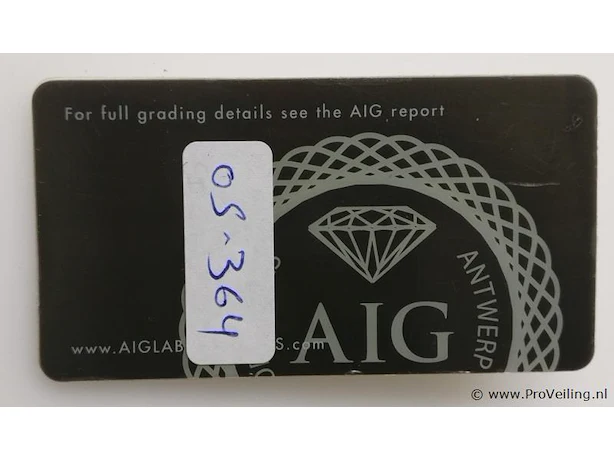 For full grading details see the AIG report
05-364
ANTWERP
AIG
www.AIGLAB
S.com
© www.ProVeiling.nl